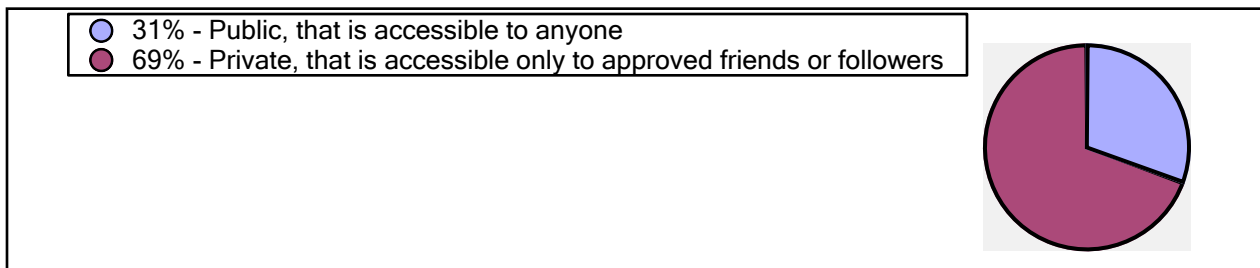 31% - Public, that is accessible to anyone
69% - Private, that is accessible only to approved friends or followers